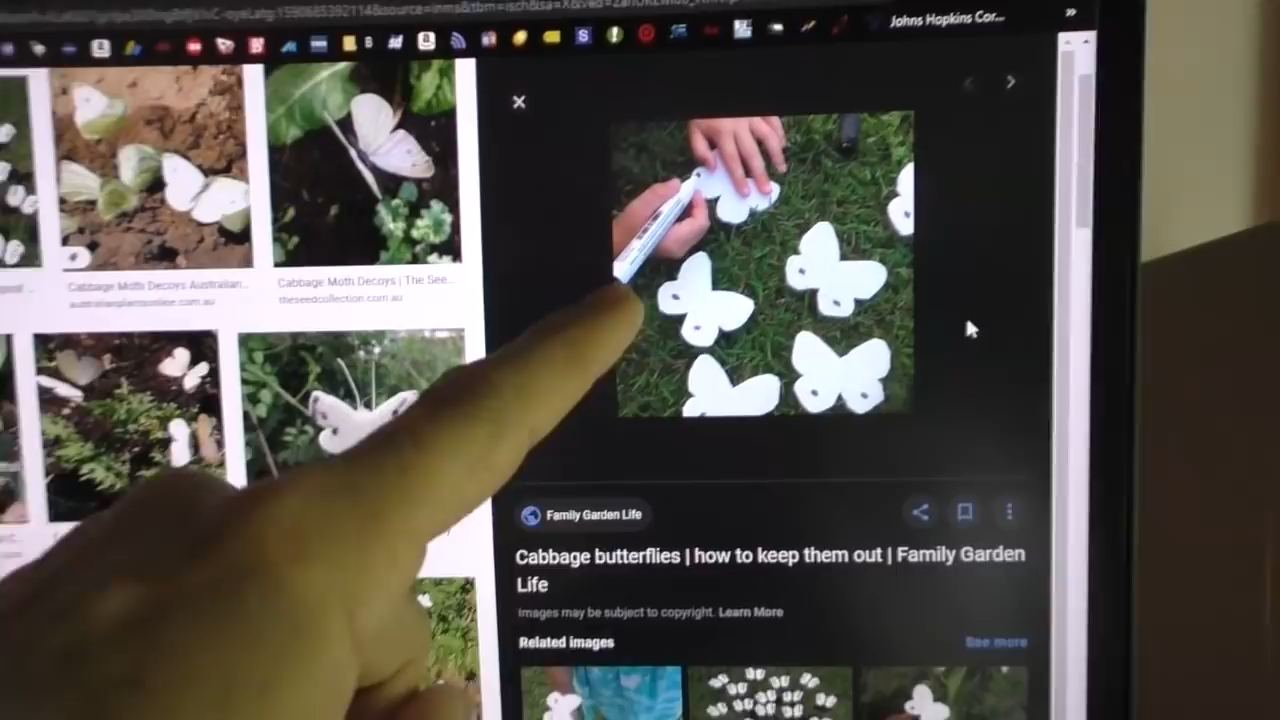 Johns Hopkins Cor...
»
Cabbage Moth Decoys Australian...
australianplantsonline.com.au
Cabbage Moth Decoys | The See...
theseedcollection.com.au
Family Garden Life
Cabbage butterflies | how to keep them out | Family Garden
Life
Images may be subject to copyright. Learn More
Related images
See more